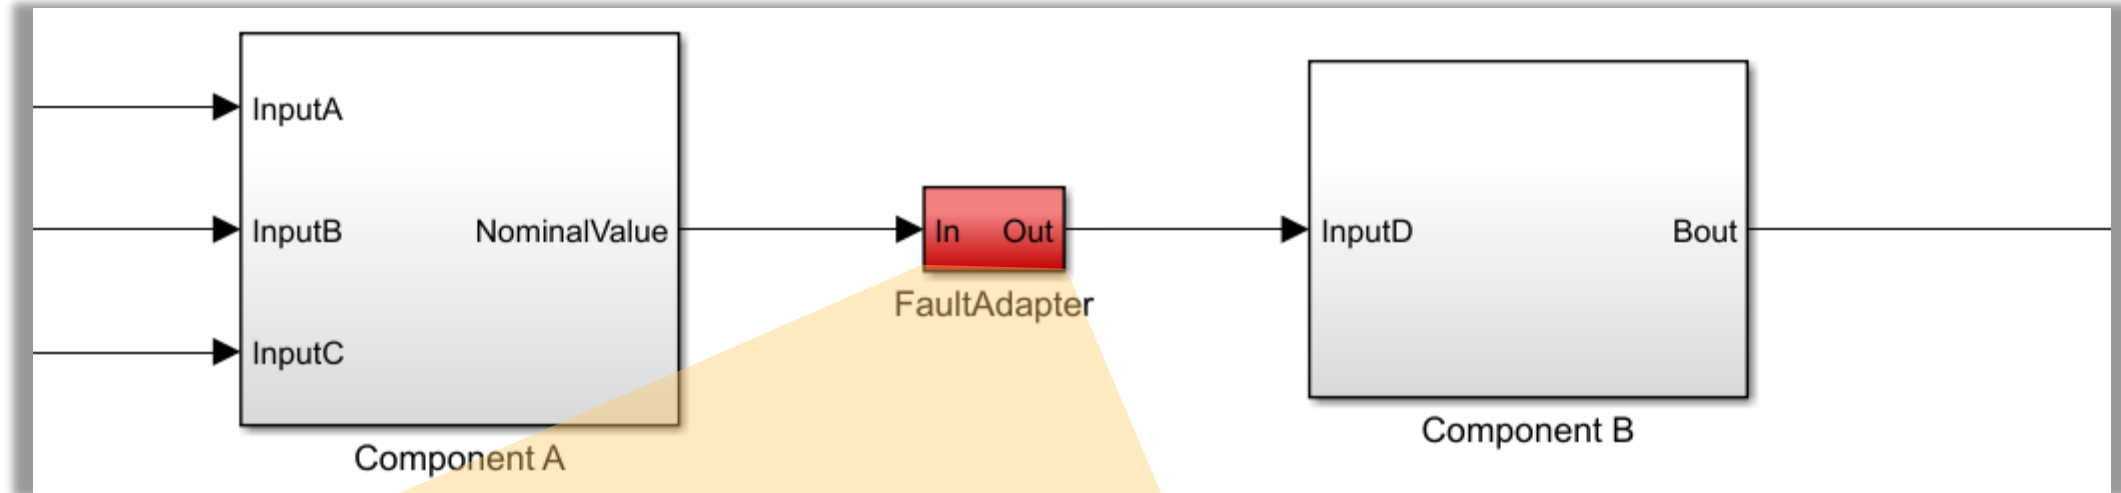 InputA
InputB
InputC
NominalValue
Component A
In
Out
FaultAdapter
InputD
Bout
Component B